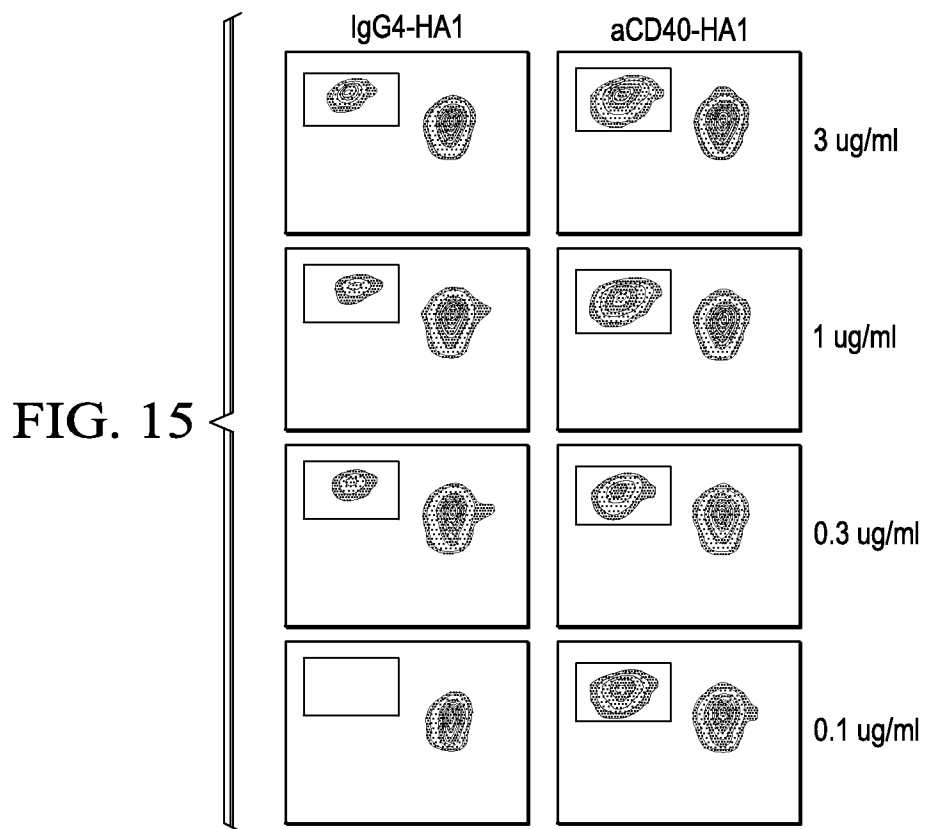 IgG4-HA1
aCD40-HA1
3 ug/ml
1 ug/ml
FIG. 15
0.3 ug/ml
0.1 ug/ml